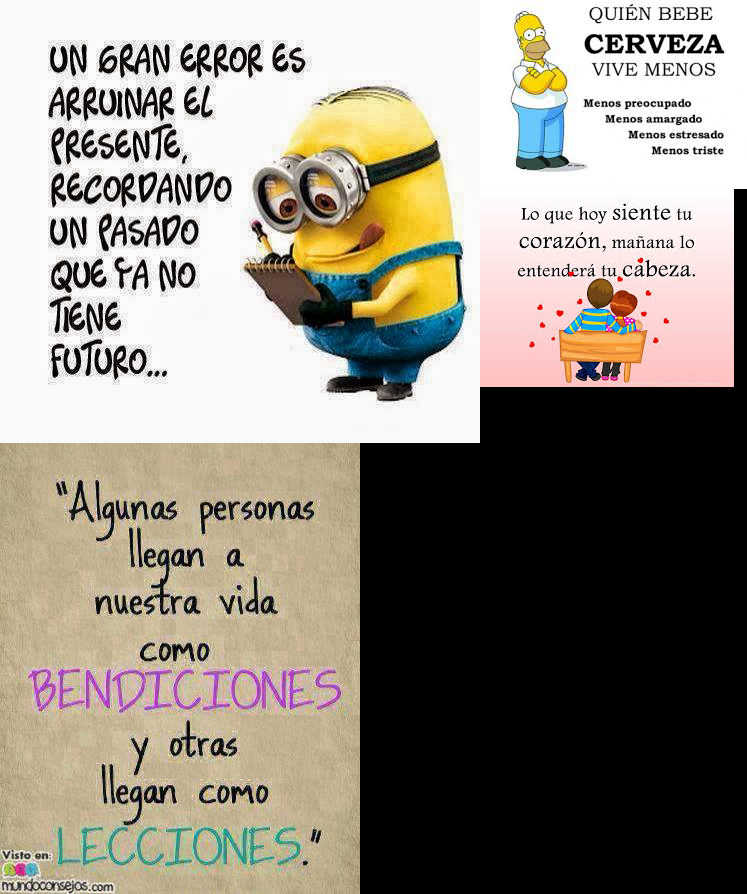 UN GRAN ERROR ES
ARRUINAR EL
PRESENTE,
RECORDANDO
UN PASADO
QUE YA NO
TIENE
FUTURO...
QUIÉN BEBE
CERVEZA
VIVE MENOS
Menos preocupado
Menos amargado
Menos estresado
Menos triste
Lo que hoy siente tu
corazón, mañana lo
entenderá tu cabeza.
"Algunas personas
llegan a
nuestra vida
como
BENDICIONES
y otras
llegan como
LECCIONES."
Visto en:
mundoconsejos.com